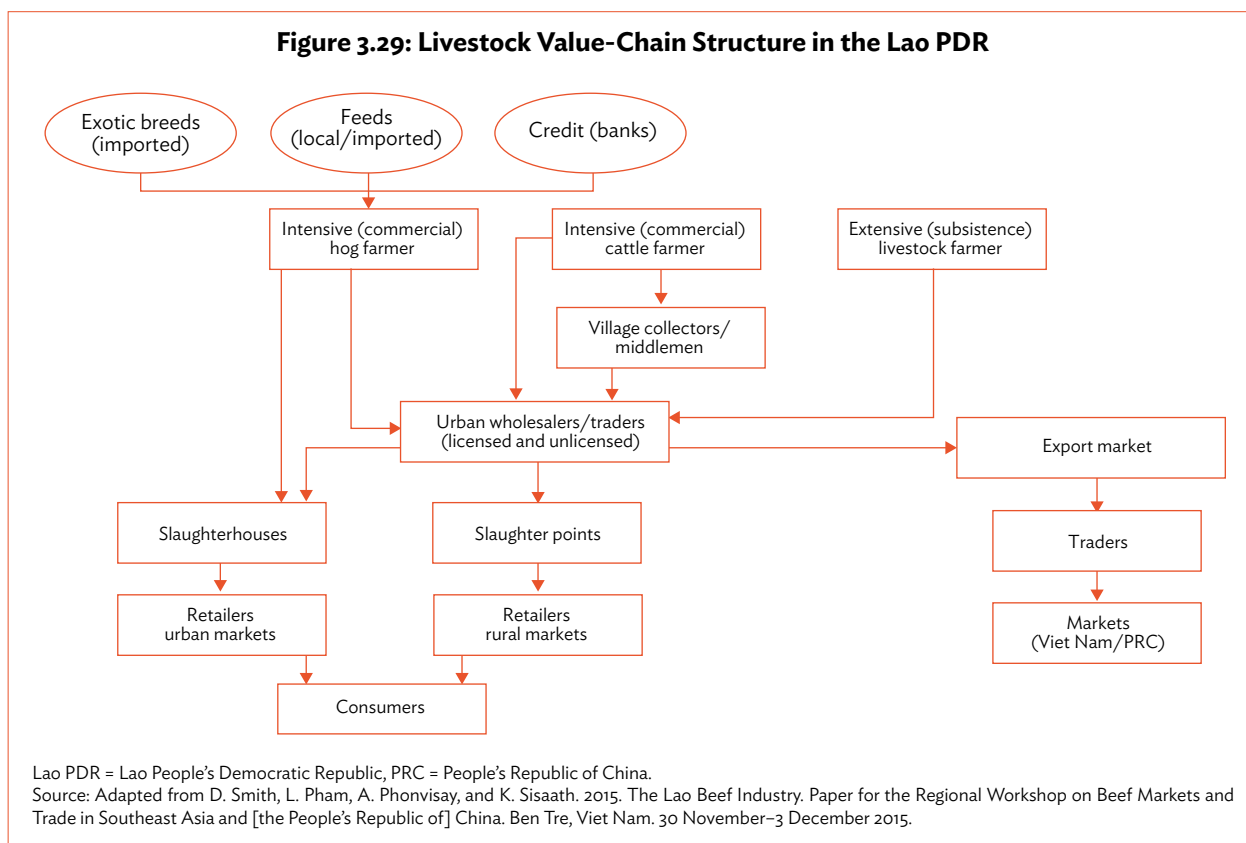 Figure 3.29: Livestock Value-Chain Structure in the Lao PDR
Exotic breeds
(imported)
Feeds
(local/imported)
Credit (banks)
Intensive (commercial)
hog farmer
Intensive (commercial)
cattle farmer
Extensive (subsistence)
livestock farmer
Village collectors/
middlemen
Urban wholesalers/traders
(licensed and unlicensed)
Export market
Slaughterhouses
Slaughter points
Traders
Retailers
urban markets
Retailers
rural markets
Markets
(Viet Nam/PRC)
Consumers
Lao PDR = Lao People’s Democratic Republic, PRC = People’s Republic of China.
Source: Adapted from D. Smith, L. Pham, A. Phonvisay, and K. Sisaath. 2015. The Lao Beef Industry. Paper for the Regional Workshop on Beef Markets and
Trade in Southeast Asia and [the People’s Republic of] China. Ben Tre, Viet Nam. 30 November–3 December 2015.